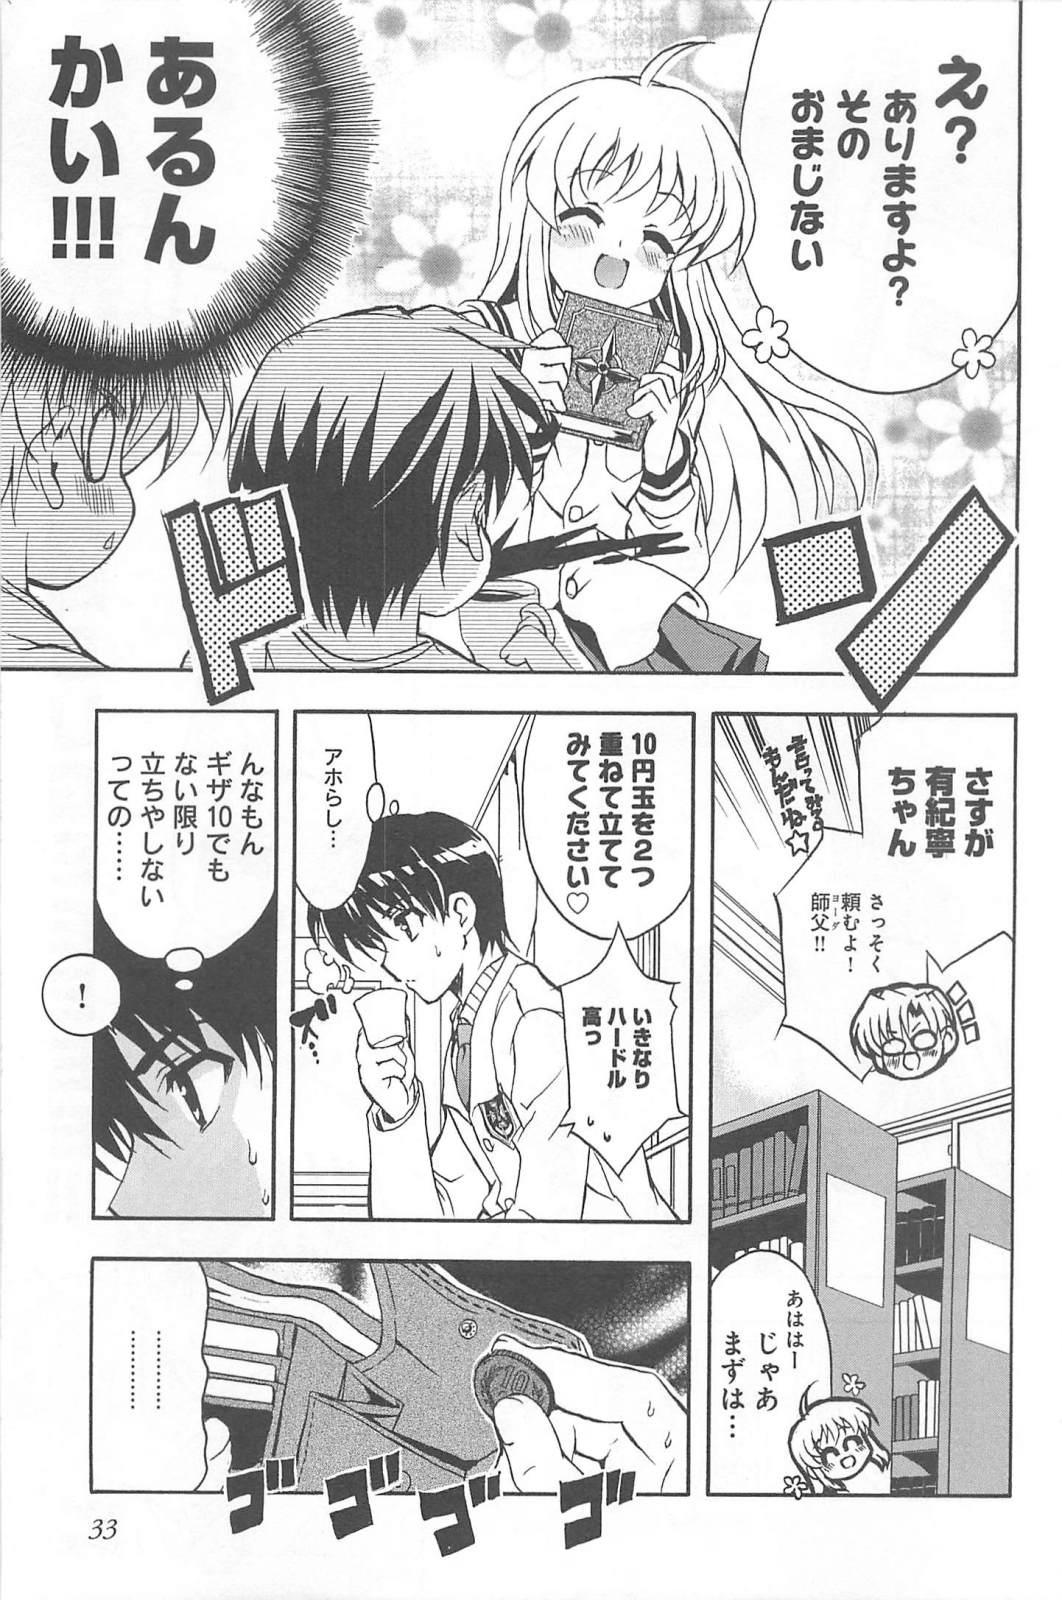 え?
ありますよ?
その
おまじない
あるん
かい!!!
ドーン
さすが
有紀寧
ちゃん
言ってみる
もんだね☆
さっそく
頼むよ!
師父!!
ヨーダ
あははー
じゃあ
まずは…
10円玉を2つ
重ねて立てて
みてください♡
いきなり
ハードル
高っ
アホらし…
んなもん
ギザ10でも
ない限り
立ちゃしない
っての……
!
10
…………
…………
ゴゴゴゴ
33